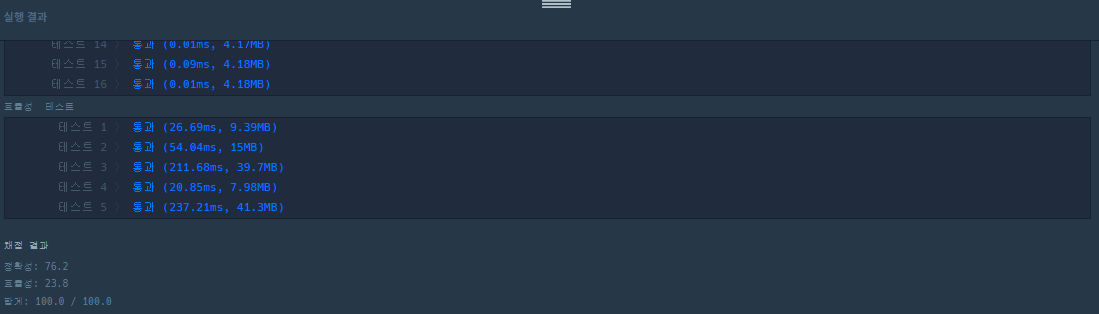 실행 결과
테스트 14 〉 통과 (0.01ms, 4.17MB)
테스트 15 〉 통과 (0.09ms, 4.18MB)
테스트 16 〉 통과 (0.01ms, 4.18MB)
효율성 테스트
테스트 1 〉 통과 (26.69ms, 9.39MB)
테스트 2 〉 통과 (54.04ms, 15MB)
테스트 3 〉 통과 (211.68ms, 39.7MB)
테스트 4 〉 통과 (20.85ms, 7.98MB)
테스트 5 〉 통과 (237.21ms, 41.3MB)
채점 결과
정확성: 76.2
효율성: 23.8
합계: 100.0 / 100.0